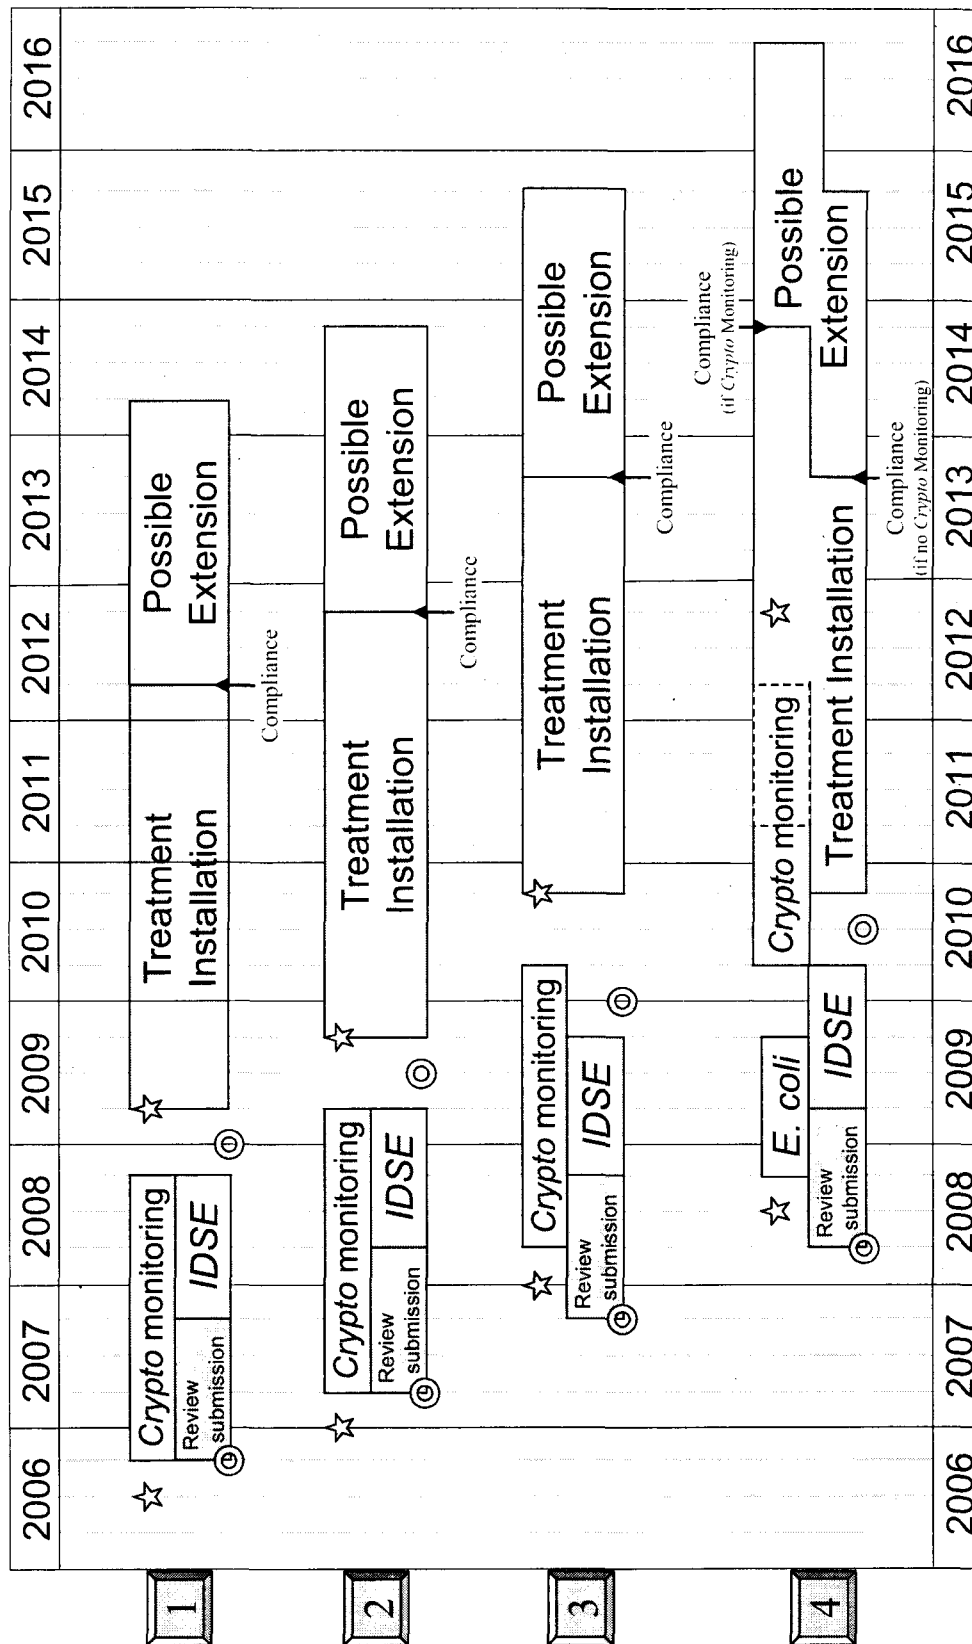 2006 2007 2008 2009 2010 2011 2012 2013 2014 2015 2016
1
Crypto monitoring
Review
submission
IDSE
Treatment
Installation
Possible
Extension
Compliance
2
Crypto monitoring
Review
submission
IDSE
Treatment
Installation
Possible
Extension
Compliance
3
Crypto monitoring
Review
submission
IDSE
Treatment
Installation
Possible
Extension
Compliance
Compliance
(if Crypto Monitoring)
4
E. coli
Review
submission
IDSE
Crypto monitoring
Treatment Installation
Possible
Extension
Compliance
(if no Crypto Monitoring)
2006 2007 2008 2009 2010 2011 2012 2013 2014 2015 2016